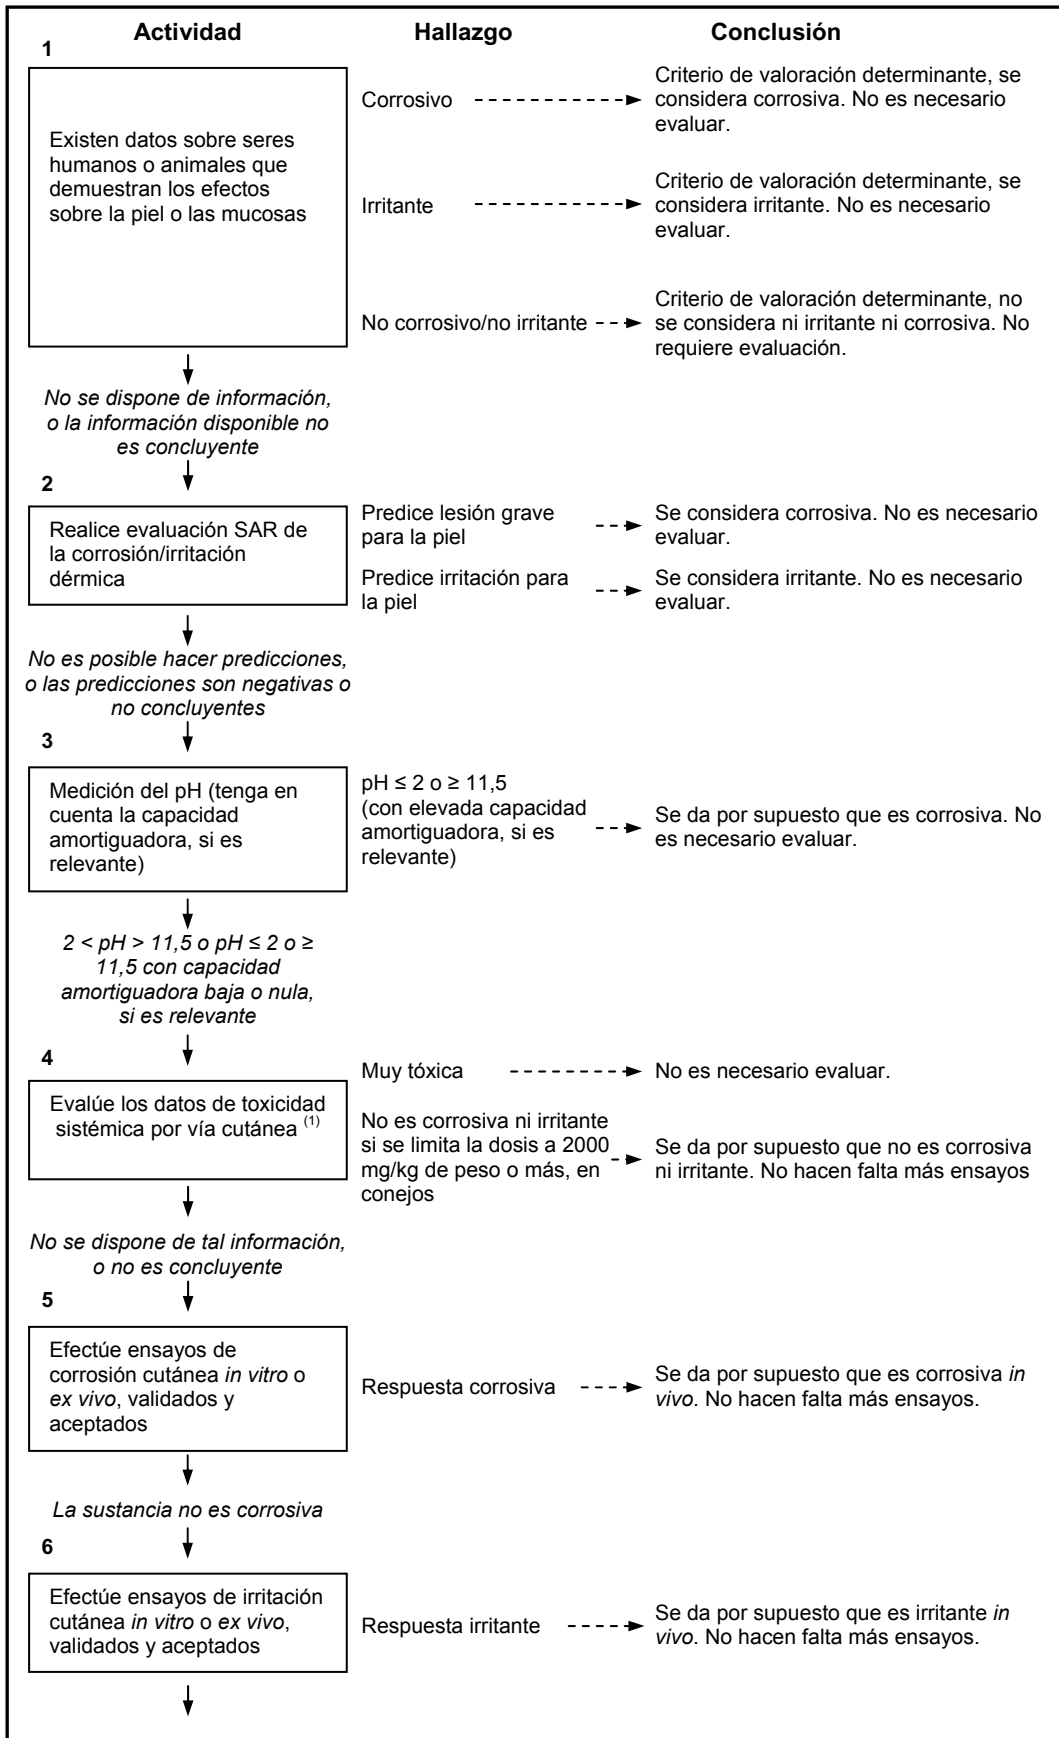 Actividad Hallazgo Conclusión
1
Existen datos sobre seres
humanos o animales que
demuestran los efectos
sobre la piel o las mucosas
Corrosivo
Criterio de valoración determinante, se
considera corrosiva. No es necesario
evaluar.
Irritante
Criterio de valoración determinante, se
considera irritante. No es necesario
evaluar.
No corrosivo/no irritante
Criterio de valoración determinante, no
se considera ni irritante ni corrosiva. No
requiere evaluación.
No se dispone de información,
o la información disponible no
es concluyente
2
Realice evaluación SAR de
la corrosión/irritación
dérmica
Predice lesión grave
para la piel
Se considera corrosiva. No es necesario
evaluar.
Predice irritación para
la piel
Se considera irritante. No es necesario
evaluar.
No es posible hacer predicciones,
o las predicciones son negativas o
no concluyentes
3
Medición del pH (tenga en
cuenta la capacidad
amortiguadora, si es
relevante)
pH ≤ 2 o ≥ 11,5
(con elevada capacidad
amortiguadora, si es
relevante)
Se da por supuesto que es corrosiva. No
es necesario evaluar.
2 < pH > 11,5 o pH ≤ 2 o ≥
11,5 con capacidad
amortiguadora baja o nula,
si es relevante
4
Evalúe los datos de toxicidad
sistémica por vía cutánea (1)
Muy tóxica
No es necesario evaluar.
No es corrosiva ni irritante
si se limita la dosis a 2000
mg/kg de peso o más, en
conejos
Se da por supuesto que no es corrosiva
ni irritante. No hacen falta más ensayos
No se dispone de tal información,
o no es concluyente
5
Efectúe ensayos de
corrosión cutánea in vitro o
ex vivo, validados y
aceptados
Respuesta corrosiva
Se da por supuesto que es corrosiva in
vivo. No hacen falta más ensayos.
La sustancia no es corrosiva
6
Efectúe ensayos de irritación
cutánea in vitro o ex vivo,
validados y aceptados
Respuesta irritante
Se da por supuesto que es irritante in
vivo. No hacen falta más ensayos.